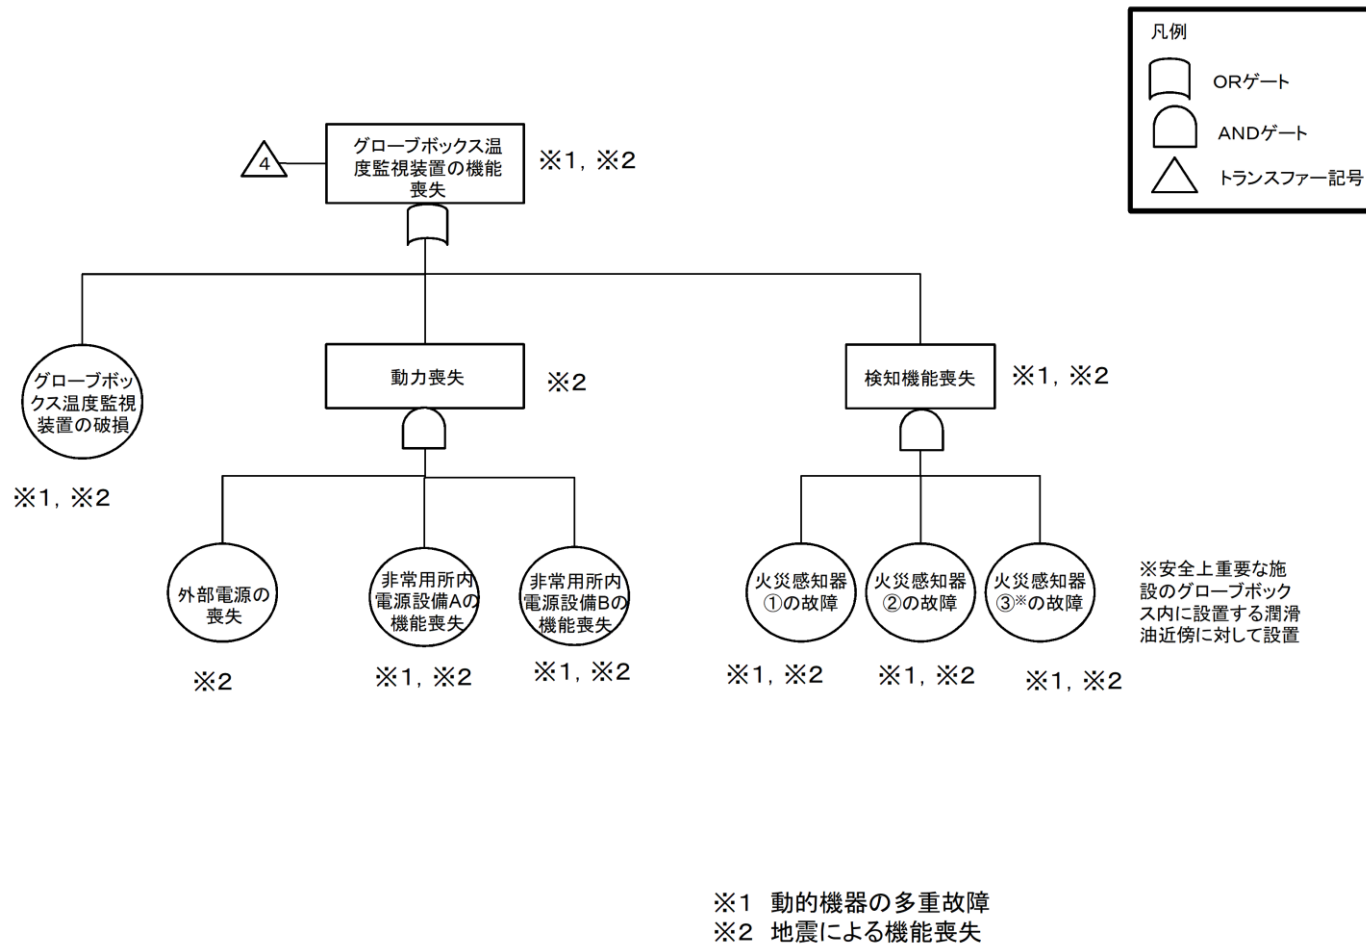 凡例
ORゲート
ANDゲート
トランスファー記号
4
グローブボックス温
度監視装置の機能
喪失
※1, ※2
グローブボッ
クス温度監視
装置の破損
※1, ※2
動力喪失
※2
検知機能喪失
※1, ※2
外部電源の
喪失
※2
非常用所内
電源設備Aの
機能喪失
※1, ※2
非常用所内
電源設備Bの
機能喪失
※1, ※2
火災感知器
①の故障
※1, ※2
火災感知器
②の故障
※1, ※2
火災感知器
③※の故障
※1, ※2
※安全上重要な施
設のグローブボック
ス内に設置する潤滑
油近傍に対して設置
※1 動的機器の多重故障
※2 地震による機能喪失